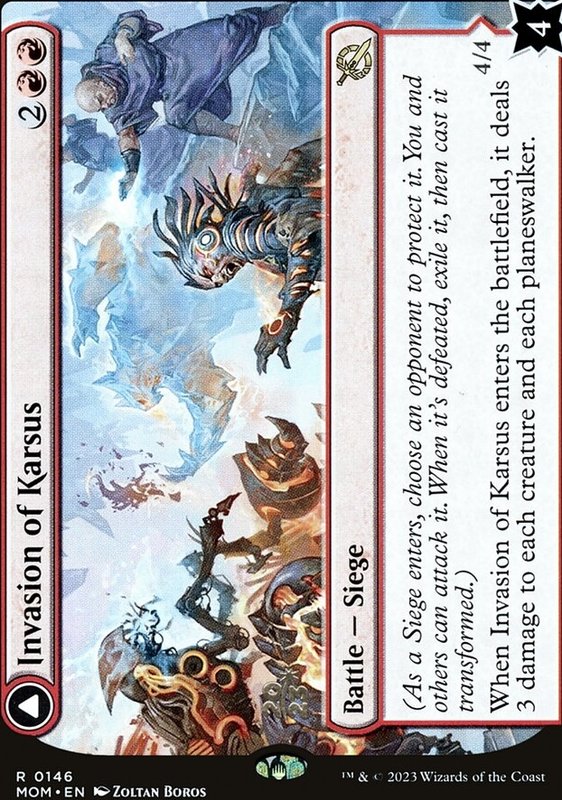 Invasion of Karsus
2
Battle — Siege
(As a Siege enters, choose an opponent to protect it. You and
others can attack it. When it's defeated, exile it, then cast it
transformed.)
4/4
When Invasion of Karsus enters the battlefield, it deals
3 damage to each creature and each planeswalker.
4
2023
R 0146
MOM • EN ZOLTAN BOROS
™ & © 2023 Wizards of the Coast